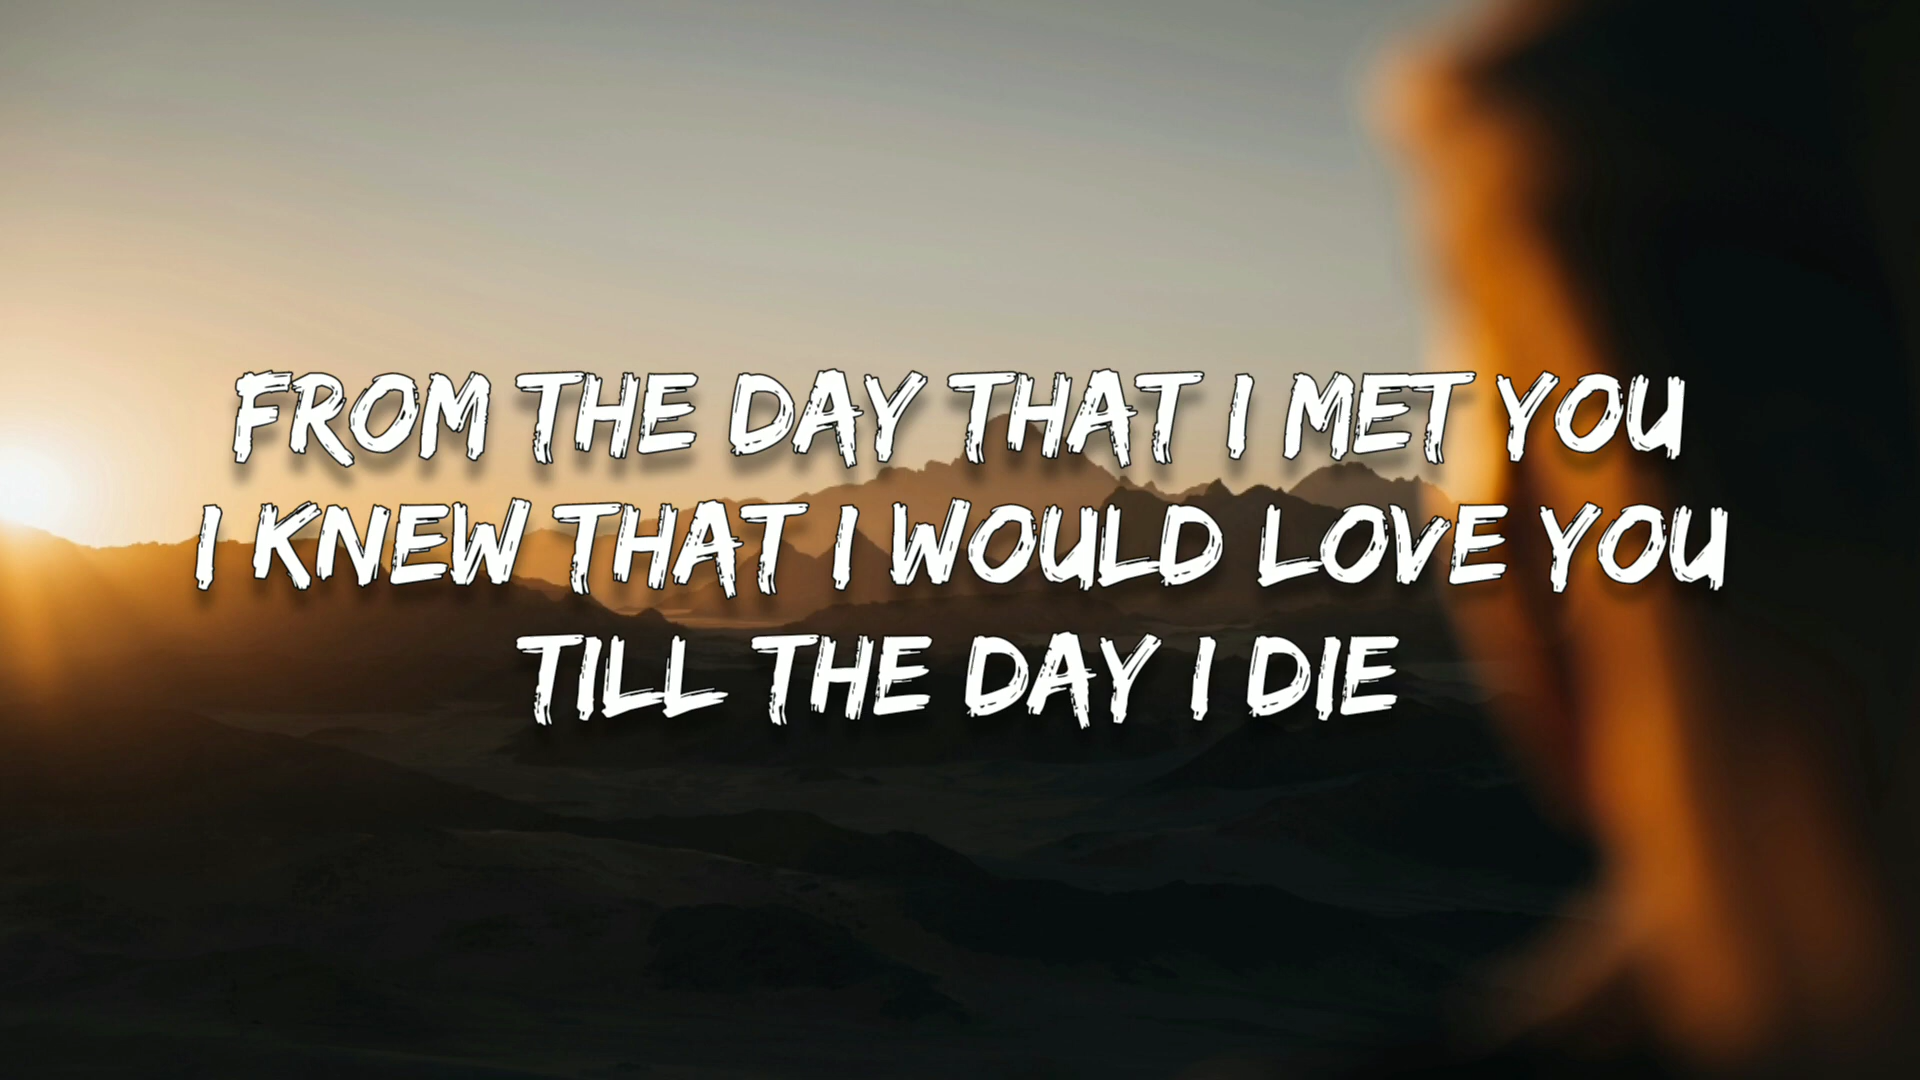 FROM THE DAY THAT I MET YOU
I KNEW THAT I WOULD LOVE YOU
TILL THE DAY I DIE